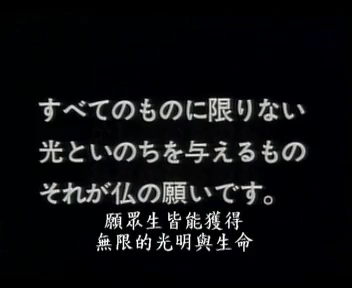 すべてのものに限りない
光といのちを与えるもの
それが仏の願いです。
願眾生皆能獲得
無限的光明與生命